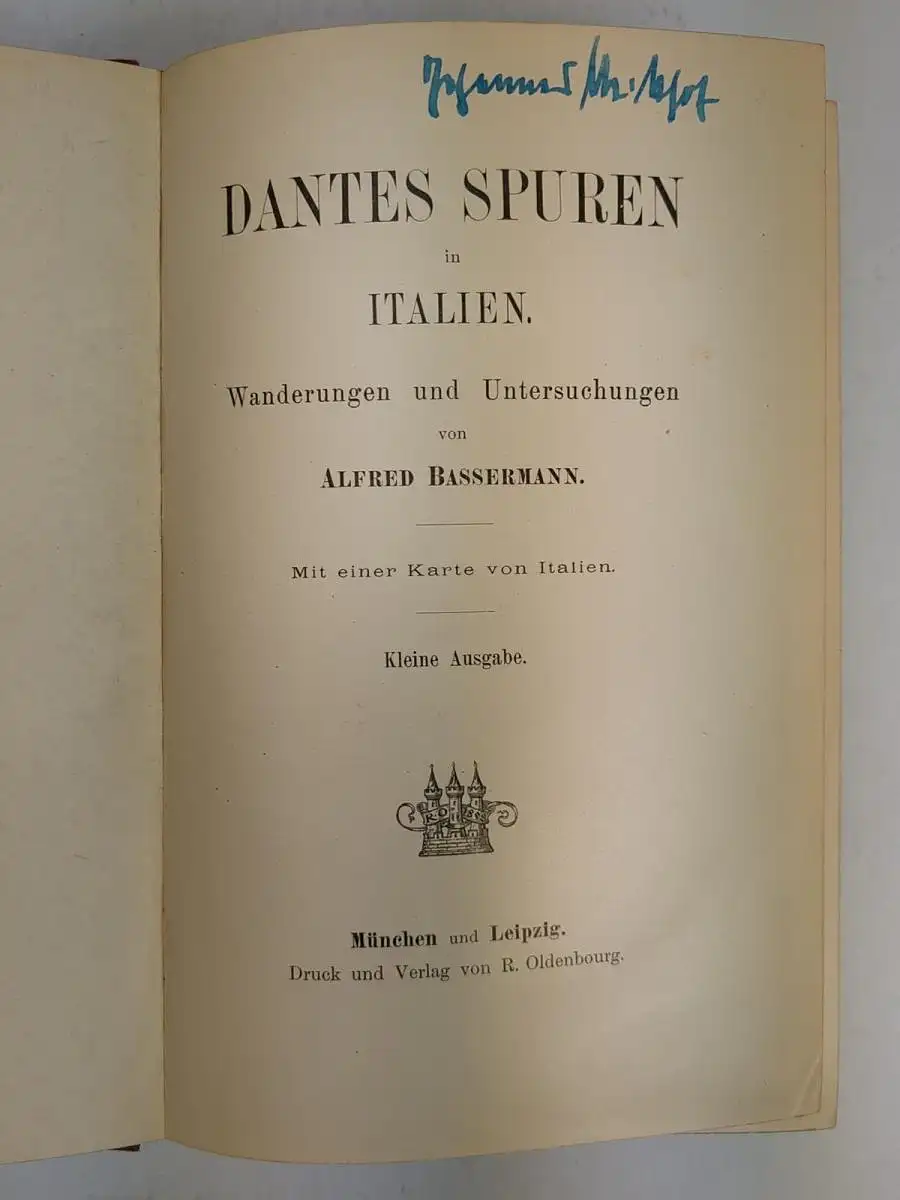 Johannes
DANTES SPUREN
in
ITALIEN.
Wanderungen und Untersuchungen
von
ALFRED BASSERMANN.
Mit einer Karte von Italien.
Kleine Ausgabe.
München und Leipzig.
Druck und Verlag von R. Oldenbourg.